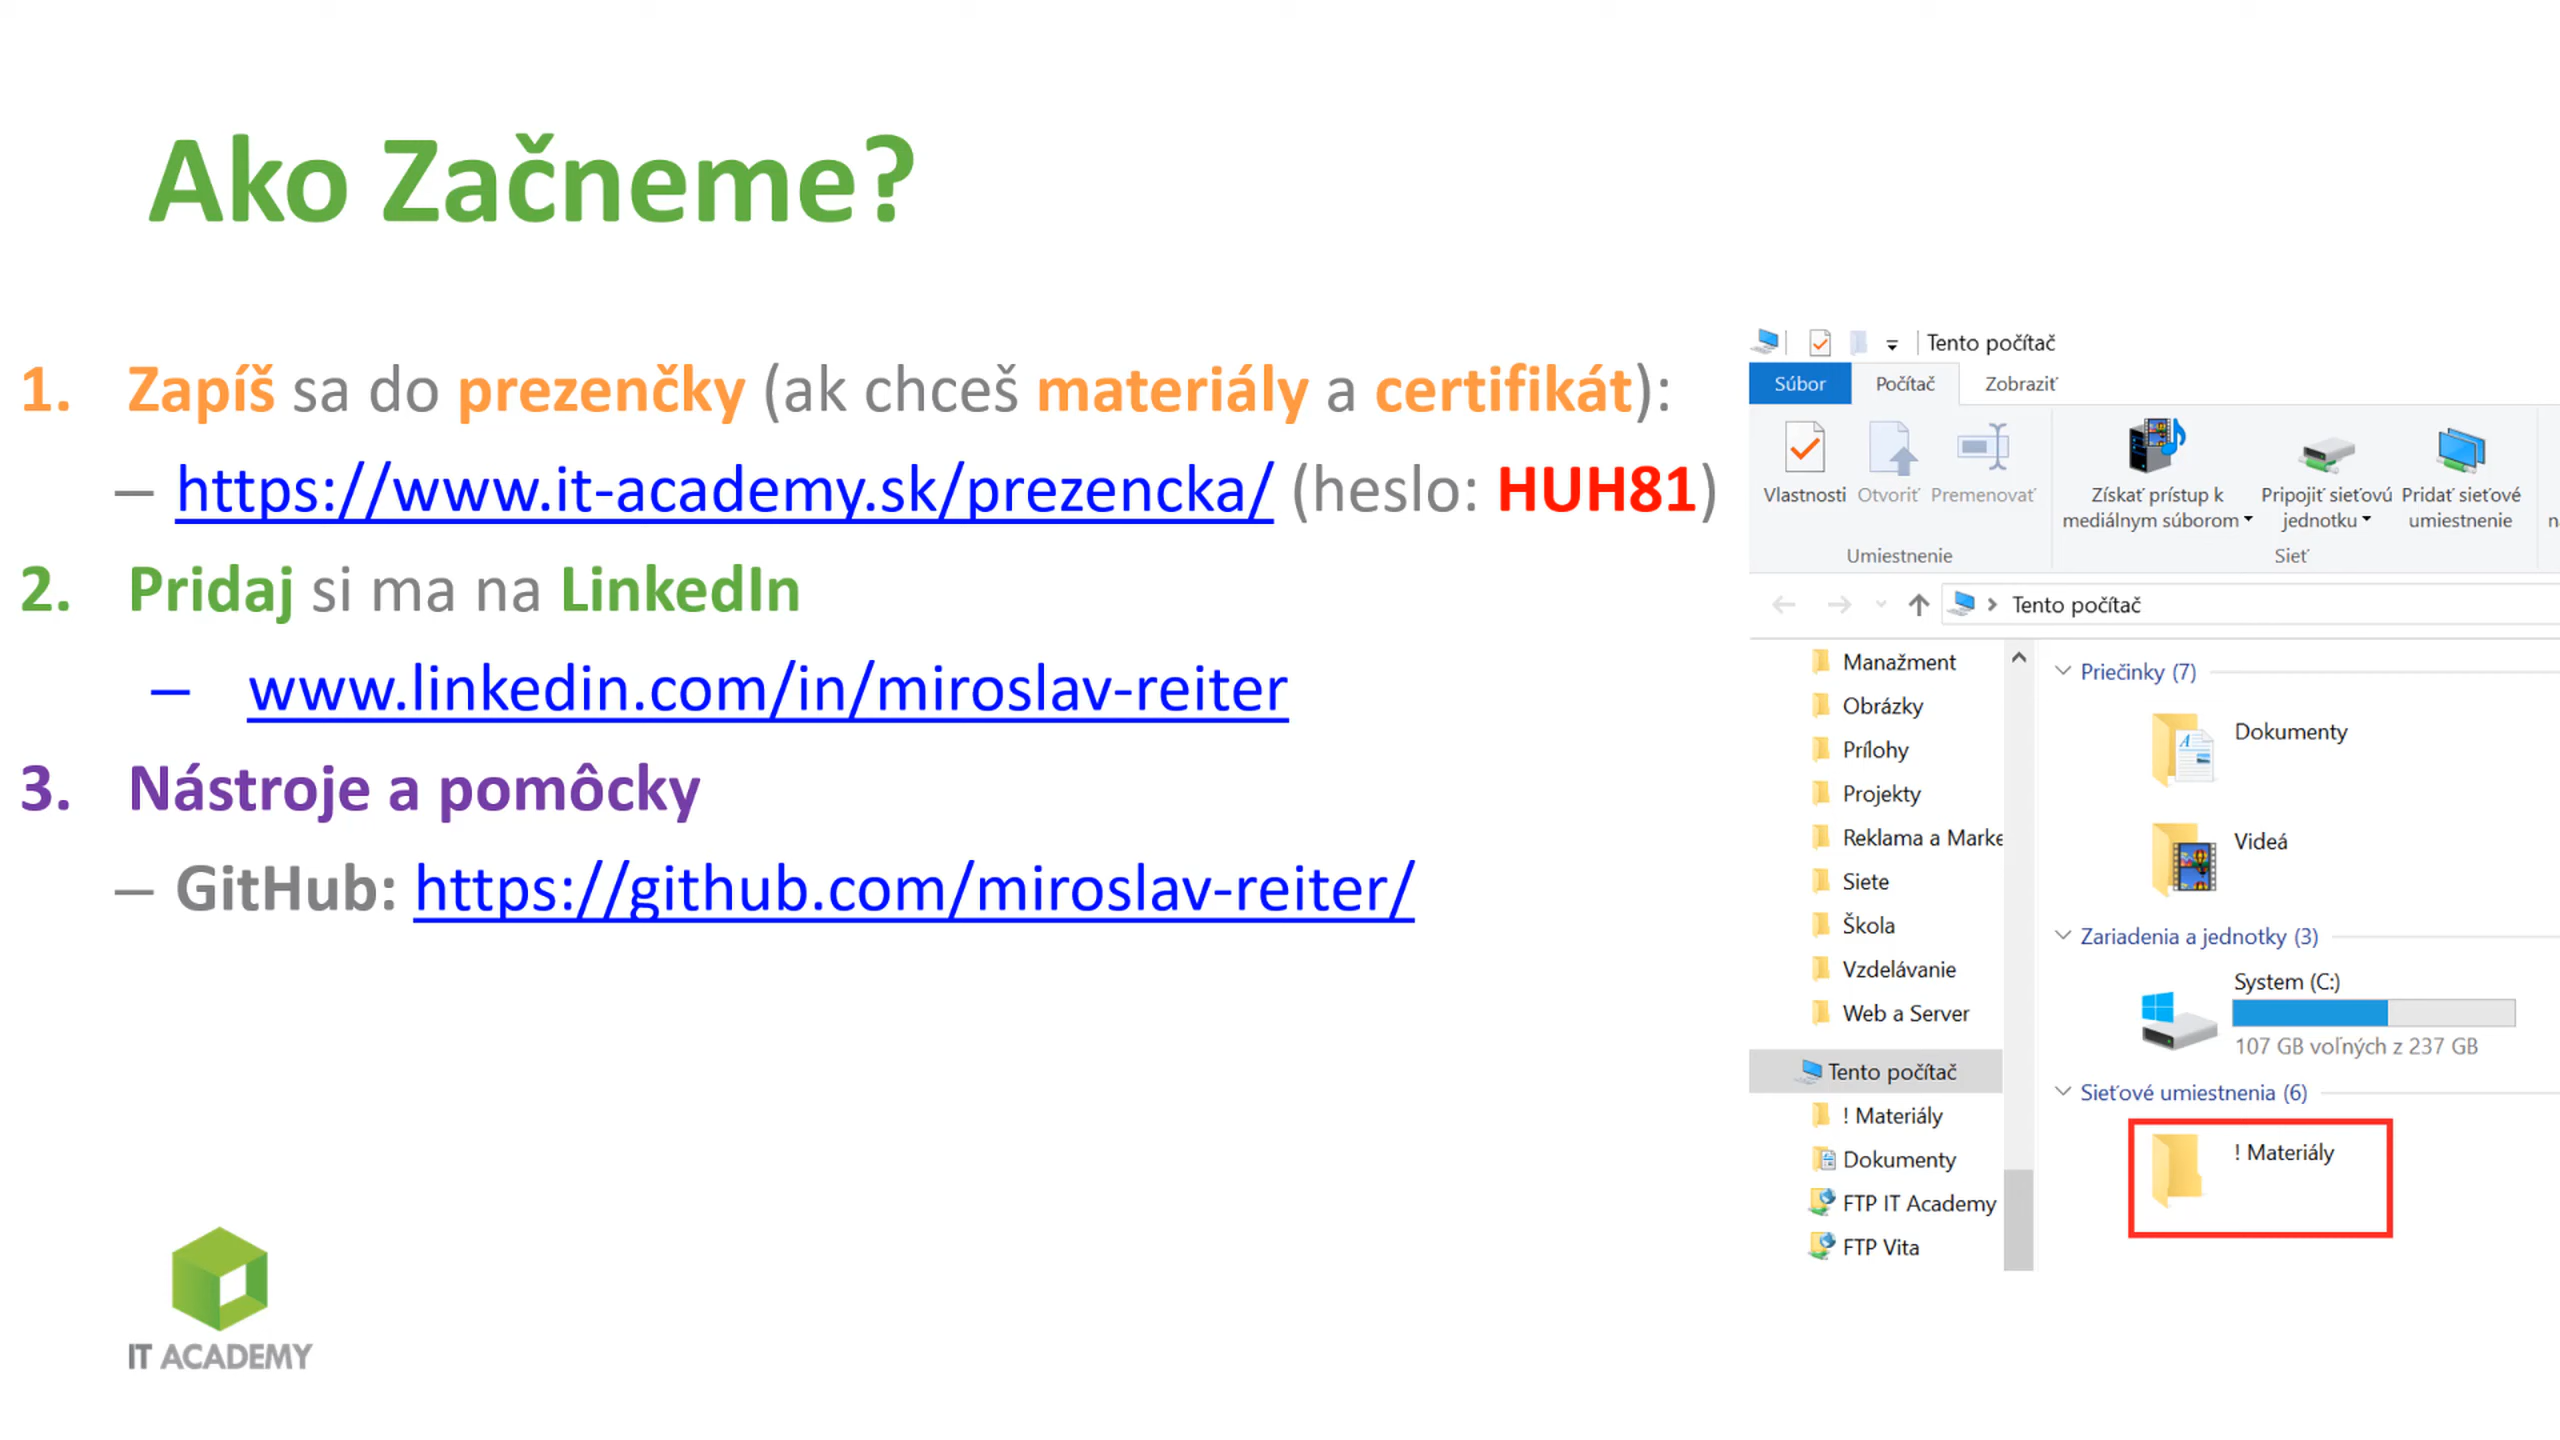 Ako Začneme?
1. Zapíš sa do prezenčky (ak chceš materiály a certifikát):
– https://www.it-academy.sk/prezencka/ (heslo: HUH81)
2. Pridaj si ma na LinkedIn
– www.linkedin.com/in/miroslav-reiter
3. Nástroje a pomôcky
– GitHub: https://github.com/miroslav-reiter/
IT ACADEMY
Tento počítač
Súbor Počítač Zobraziť
Vlastnosti Otvoriť Premenovať
Získať prístup k mediálnym súborom
Pripojiť sieťovú jednotku
Pridať sieťové umiestnenie
Umiestnenie Sieť
Tento počítač
Manažment
Obrázky
Prílohy
Projekty
Reklama a Marke
Siete
Škola
Vzdelávanie
Web a Server
Tento počítač
! Materiály
Dokumenty
FTP IT Academy
FTP Vita
Priečinky (7)
Dokumenty
Videá
Zariadenia a jednotky (3)
System (C:)
107 GB voľných z 237 GB
Sieťové umiestnenia (6)
! Materiály